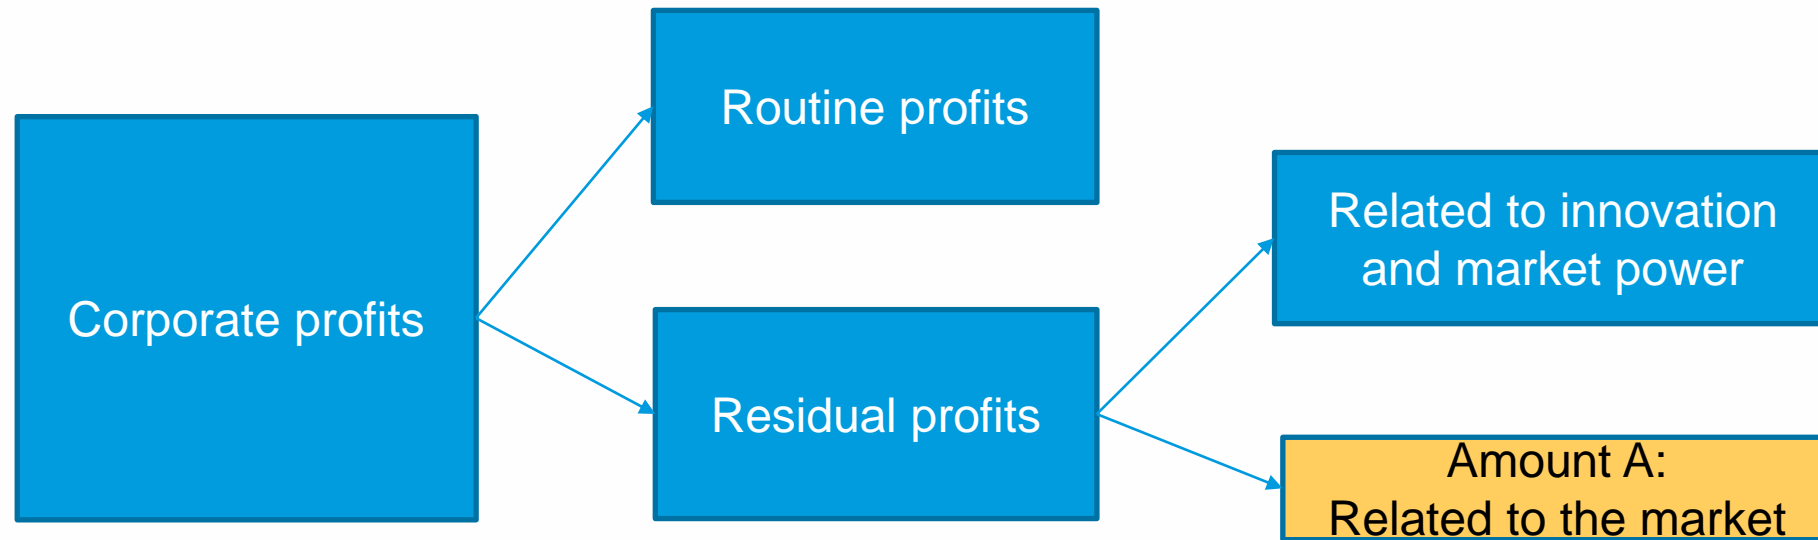 Corporate profits
Routine profits
Residual profits
Related to innovation
and market power
Amount A:
Related to the market